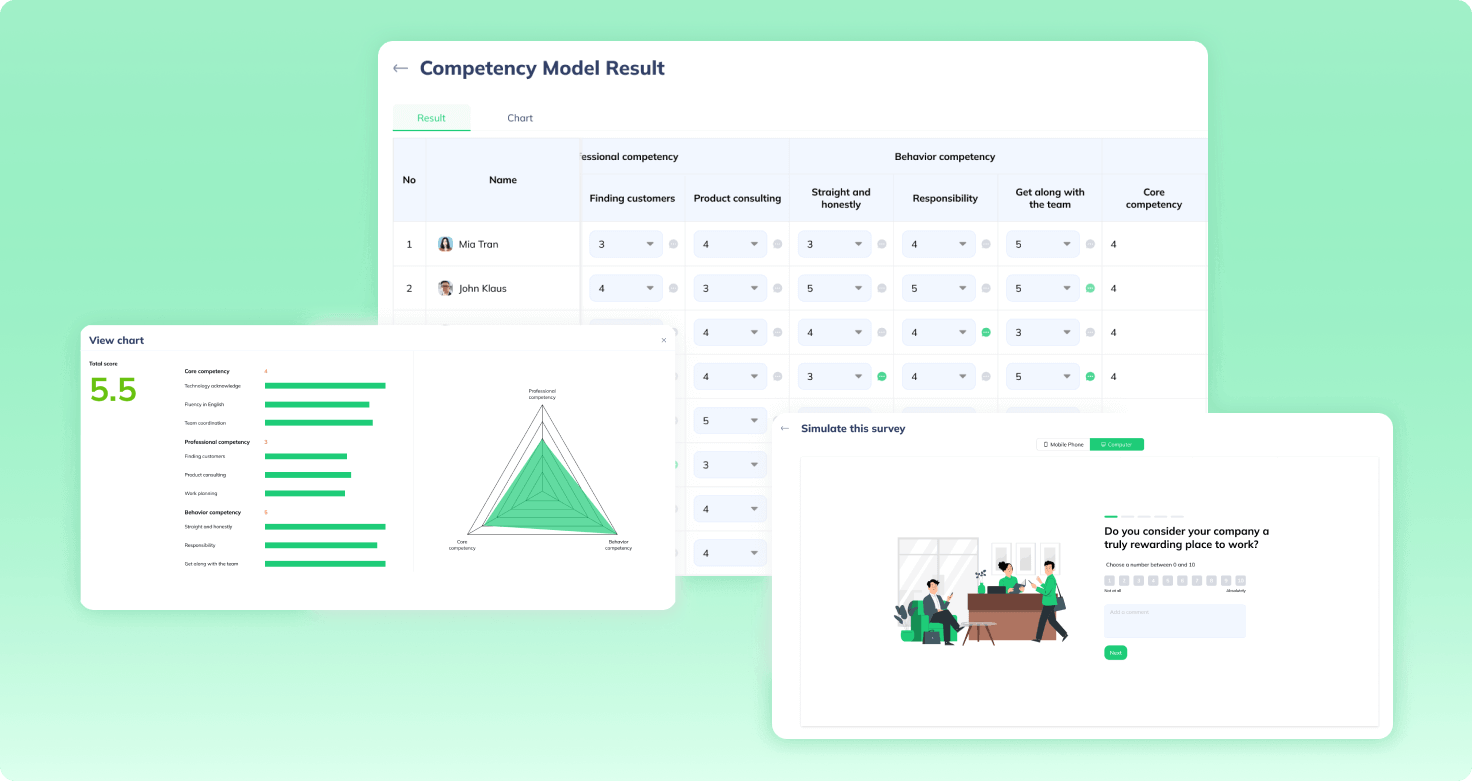 Competency Model Result
Result
Chart
No
Name
essional competency
Behavior competency
Finding customers
Product consulting
Straight and
honestly
Responsibility
Get along with
the team
Core
competency
1 Mia Tran 3 4 3 4 5 4
2 John Klaus 4 3 5 5 5 4
4 4 4 3 4
4 3 4 5 4
5
3
4
4
View chart
Total score
5.5
Core competency 4
Technology acknowledge
Fluency in English
Team coordination
Professional competency 3
Finding customers
Product consulting
Work planning
Behavior competency 5
Straight and honestly
Responsibility
Get along with the team
Professional
competency
Core
competency
Behavior
competency
Simulate this survey
Mobile Phone
Computer
Do you consider your company a
truly rewarding place to work?
Choose a number between 0 and 10
1 2 3 4 5 6 7 8 9 10
Not at all
Absolutely
Add a comment
Next